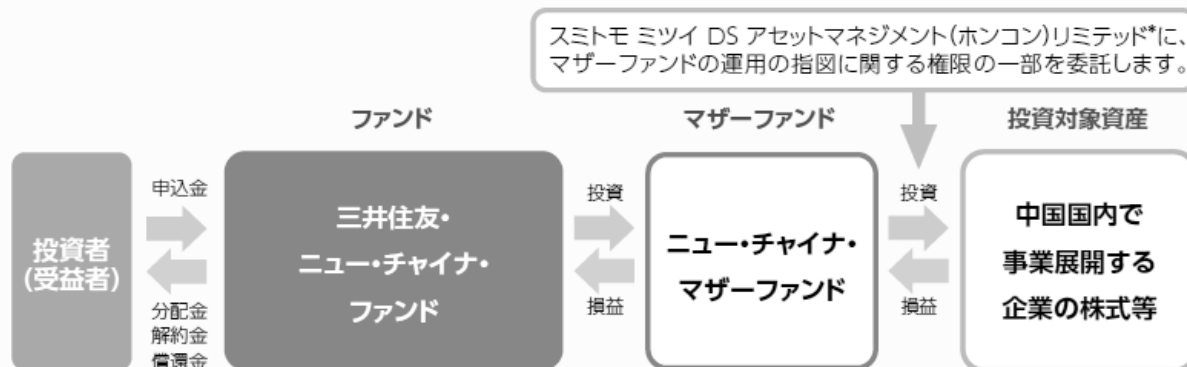 スミトモ ミツイ DS アセットマネジメント(ホンコン)リミテッド*に、
マザーファンドの運用の指図に関する権限の一部を委託します。
ファンド
マザーファンド
投資対象資産
投資者
(受益者)
申込金
分配金
解約金
償還金
三井住友・
ニュー・チャイナ・
ファンド
投資
損益
ニュー・チャイナ・
マザーファンド
投資
損益
中国国内で
事業展開する
企業の株式等